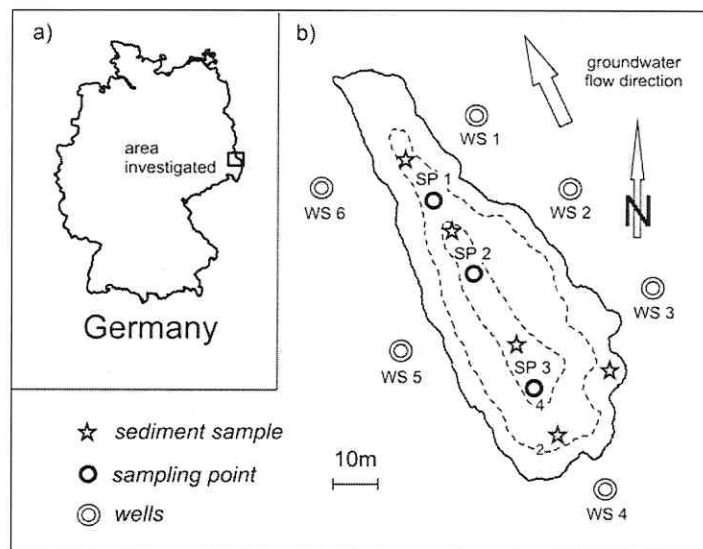 a)
area
investigated
Germany
sediment sample
sampling point
wells
b)
groundwater
flow direction
WS 1
N
SP 1
WS 2
WS 6
2
SP 2
WS 3
WS 5
SP 3
4
2
10m
WS 4